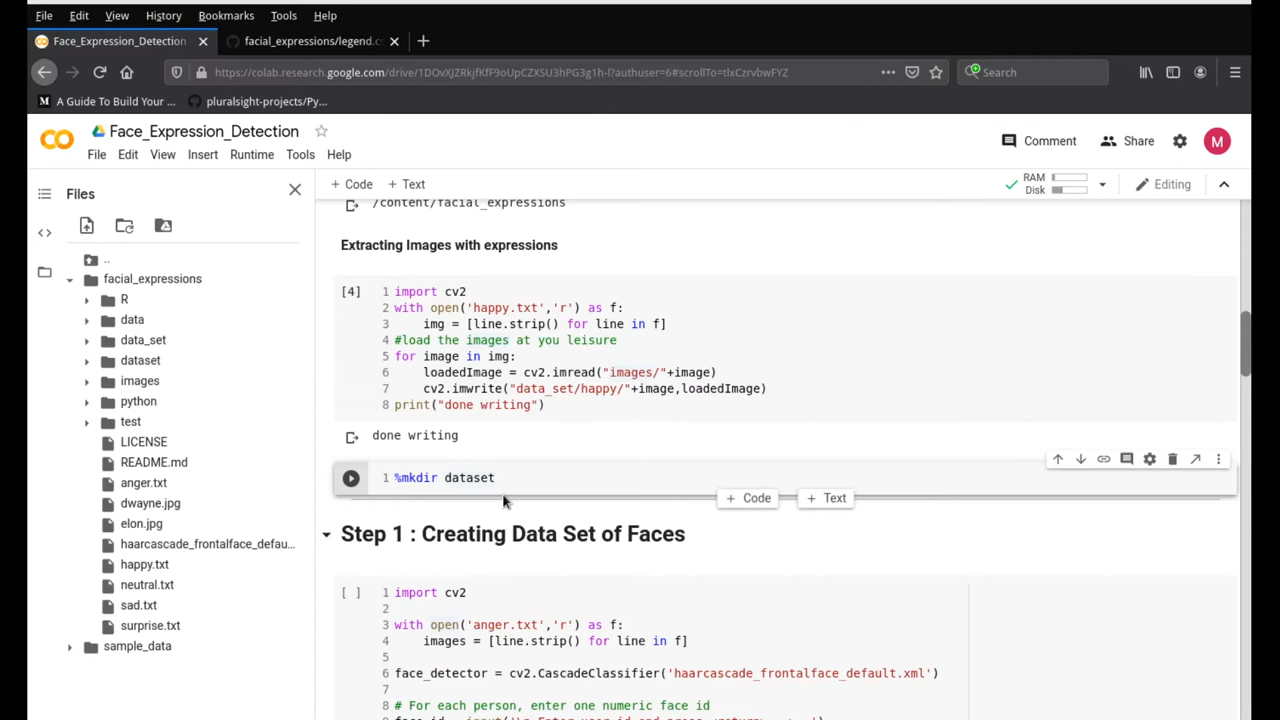 File Edit View History Bookmarks Tools Help
Face_Expression_Detection facial_expressions/legend.cs
https://colab.research.google.com/drive/1DOvXJZRkjfKfF9oUpCZX5U3hPG3g1h-l?authuser=6#scrollTo=tlxCzrvbwFYZ Search
M A Guide To Build Your ... pluralsight-projects/Py...
Face_Expression_Detection Comment Share M
File Edit View Insert Runtime Tools Help
Files + Code + Text RAM Disk Editing
/content/facial_expressions
Extracting Images with expressions
..
facial_expressions
R
data
data_set
dataset
images
python
test
LICENSE
README.md
anger.txt
dwayne.jpg
elon.jpg
haarcascade_frontalface_defau...
happy.txt
neutral.txt
sad.txt
surprise.txt
sample_data
[4] 1 import cv2
2 with open('happy.txt','r') as f:
3 img = [line.strip() for line in f]
4 #load the images at you leisure
5 for image in img:
6 loadedImage = cv2.imread("images/"+image)
7 cv2.imwrite("data_set/happy/"+image,loadedImage)
8 print("done writing")
done writing
1 %mkdir dataset
+ Code + Text
Step 1 : Creating Data Set of Faces
[ ] 1 import cv2
2
3 with open('anger.txt','r') as f:
4 images = [line.strip() for line in f]
5
6 face_detector = cv2.CascadeClassifier('haarcascade_frontalface_default.xml')
7
8 # For each person, enter one numeric face id